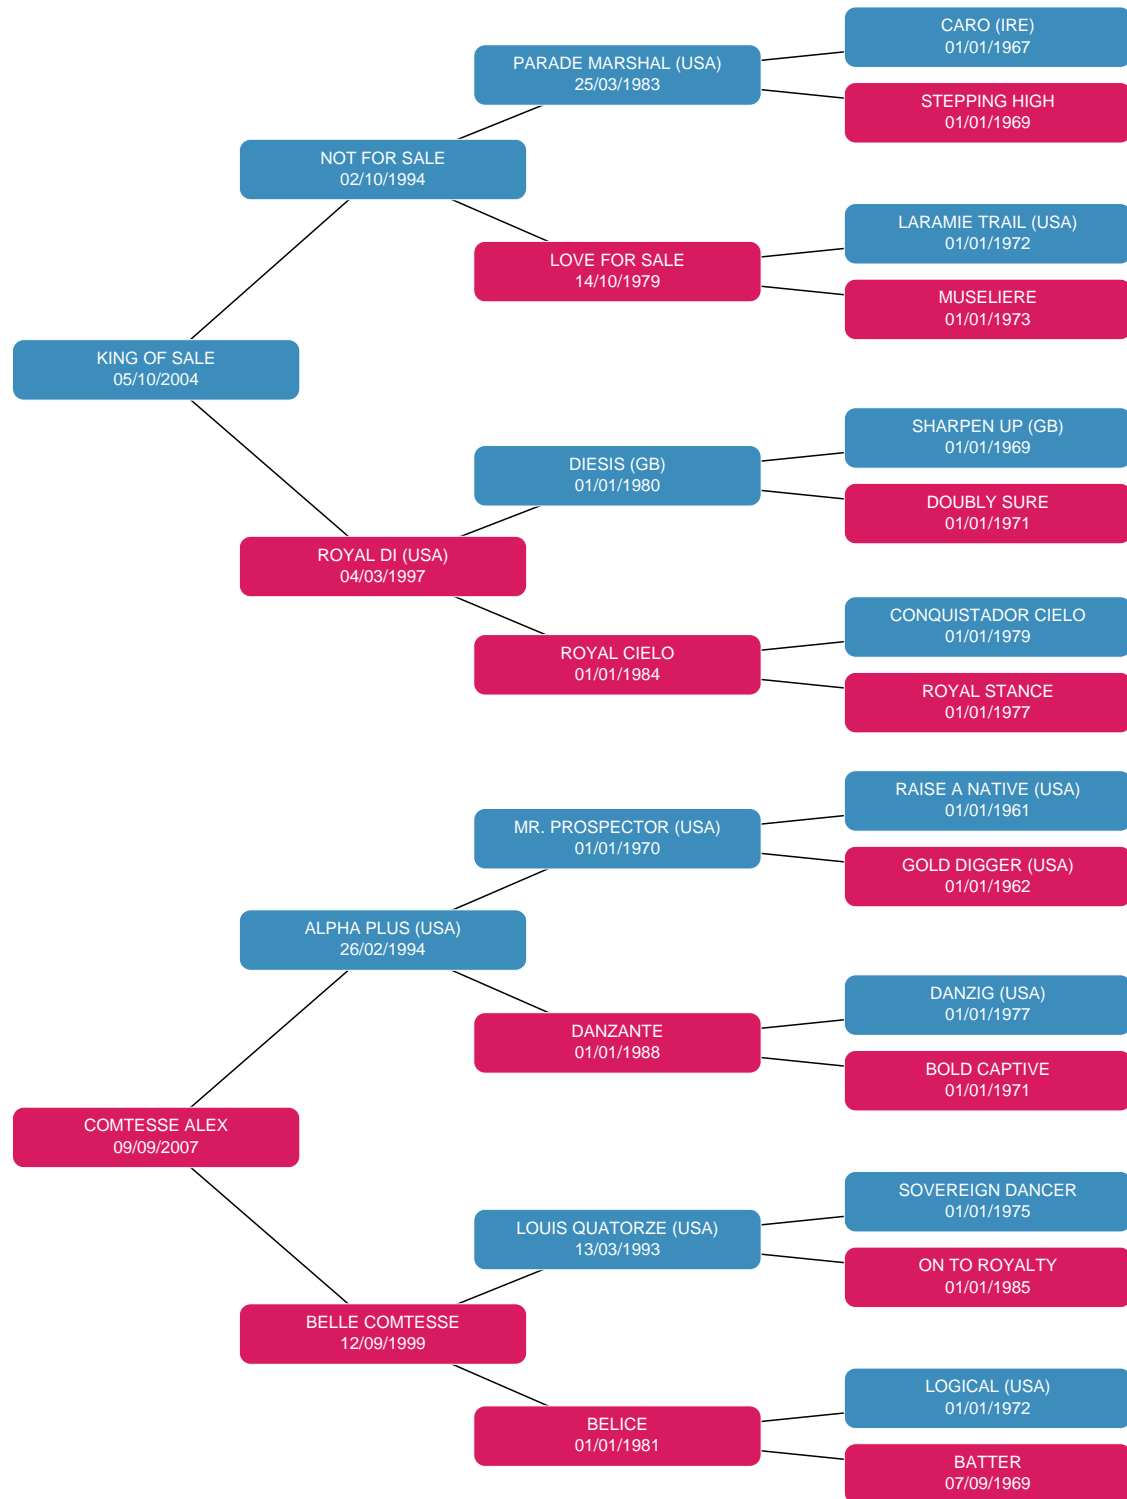 CARO (IRE)
01/01/1967
PARADE MARSHAL (USA)
25/03/1983
STEPPING HIGH
01/01/1969
NOT FOR SALE
02/10/1994
LARAMIE TRAIL (USA)
01/01/1972
LOVE FOR SALE
14/10/1979
MUSELIERE
01/01/1973
KING OF SALE
05/10/2004
SHARPEN UP (GB)
01/01/1969
DIESIS (GB)
01/01/1980
DOUBLY SURE
01/01/1971
ROYAL DI (USA)
04/03/1997
CONQUISTADOR CIELO
01/01/1979
ROYAL CIELO
01/01/1984
ROYAL STANCE
01/01/1977
RAISE A NATIVE (USA)
01/01/1961
MR. PROSPECTOR (USA)
01/01/1970
GOLD DIGGER (USA)
01/01/1962
ALPHA PLUS (USA)
26/02/1994
DANZIG (USA)
01/01/1977
DANZANTE
01/01/1988
BOLD CAPTIVE
01/01/1971
COMTESSE ALEX
09/09/2007
SOVEREIGN DANCER
01/01/1975
LOUIS QUATORZE (USA)
13/03/1993
ON TO ROYALTY
01/01/1985
BELLE COMTESSE
12/09/1999
LOGICAL (USA)
01/01/1972
BELICE
01/01/1981
BATTER
07/09/1969